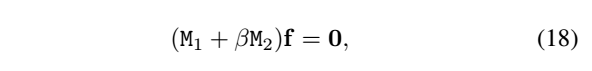 (M₁ + βM₂)f = 0, (18)